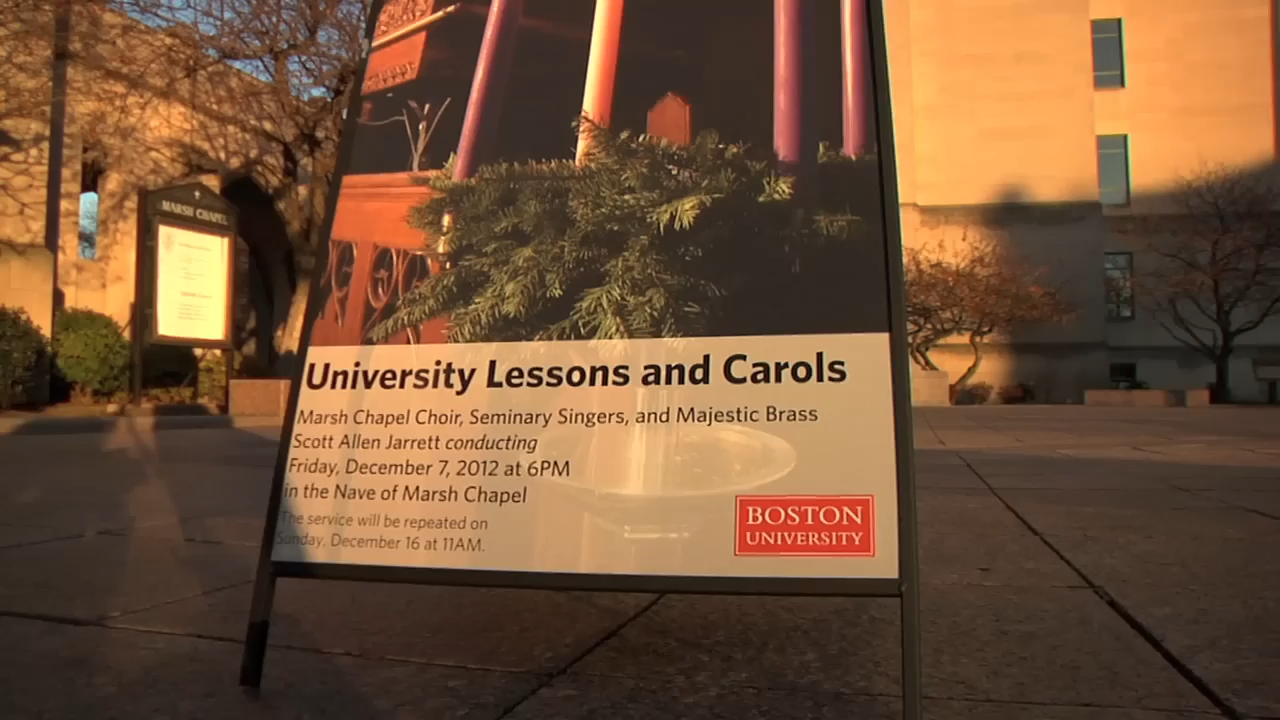 MARSH CHAPEL
University Lessons and Carols
Marsh Chapel Choir, Seminary Singers, and Majestic Brass
Scott Allen Jarrett conducting
Friday, December 7, 2012 at 6PM
in the Nave of Marsh Chapel
The service will be repeated on
Sunday, December 16 at 11AM.
BOSTON
UNIVERSITY